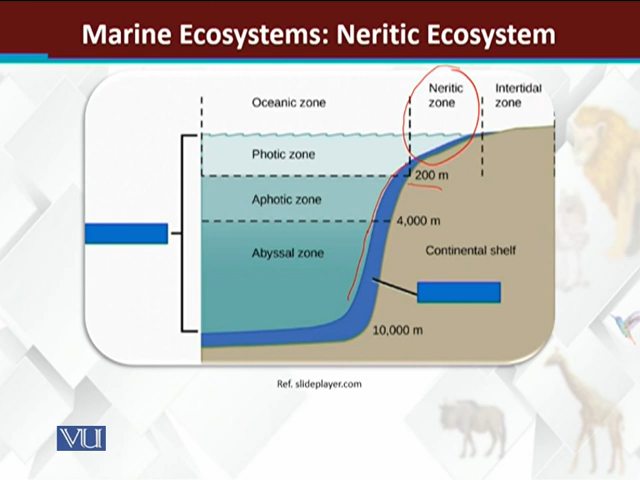 Marine Ecosystems: Neritic Ecosystem
Oceanic zone
Neritic
zone
Intertidal
zone
Photic zone
200 m
Aphotic zone
4,000 m
Abyssal zone
Continental shelf
10,000 m
Ref. slideplayer.com
VU